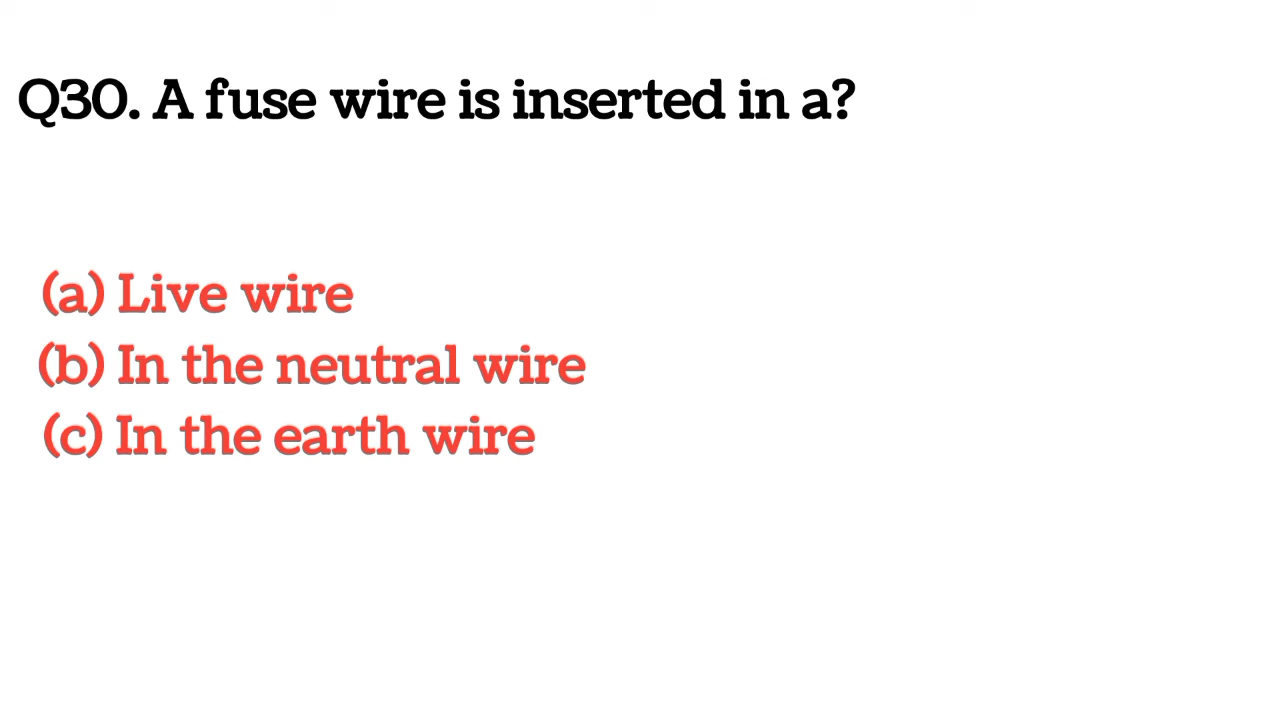 Q30. A fuse wire is inserted in a?
(a) Live wire
(b) In the neutral wire
(c) In the earth wire